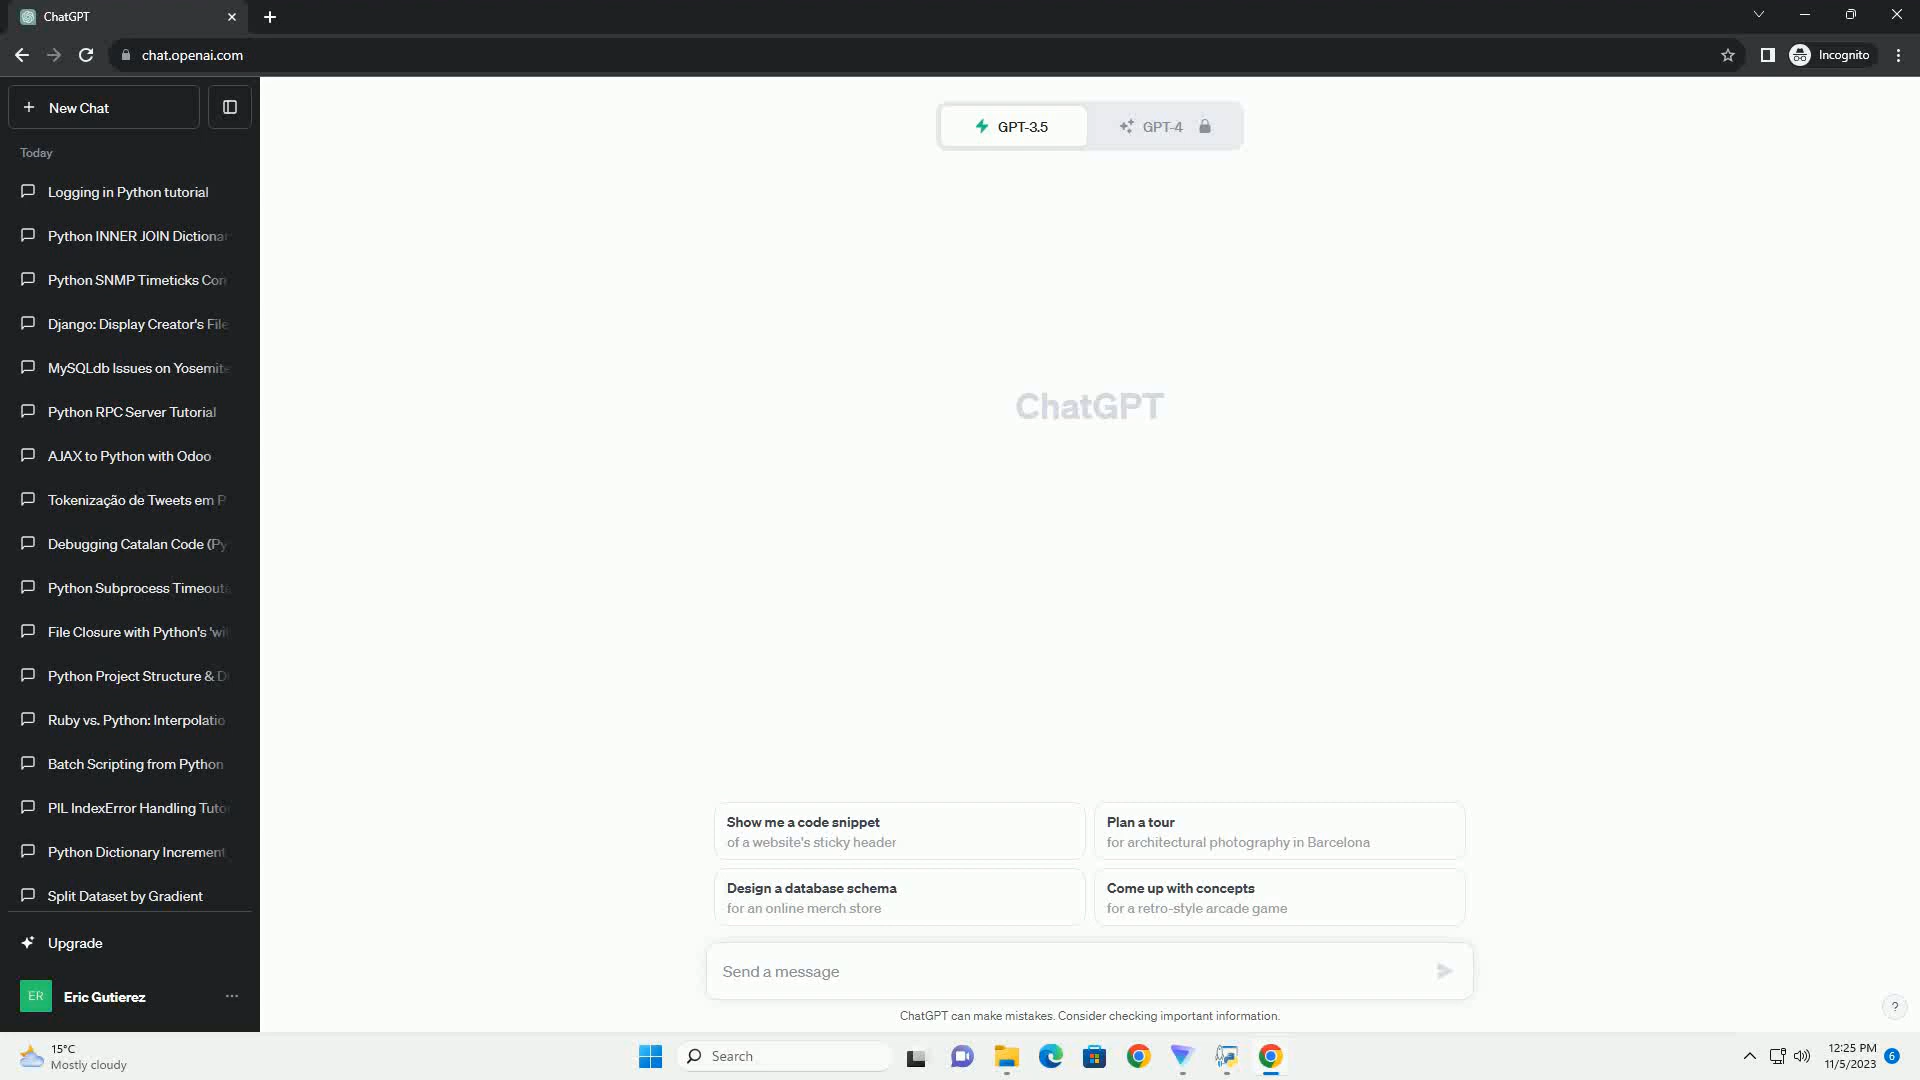 ChatGPT
chat.openai.com
Incognito
New Chat
GPT-3.5
GPT-4
Today
Logging in Python tutorial
Python INNER JOIN Dictionar
Python SNMP Timeticks Con
Django: Display Creator's File
MySQLdb Issues on Yosemite
Python RPC Server Tutorial
AJAX to Python with Odoo
Tokenização de Tweets em P
Debugging Catalan Code (Py
Python Subprocess Timeout
File Closure with Python's 'wi
Python Project Structure & D
Ruby vs. Python: Interpolatio
Batch Scripting from Python
PIL IndexError Handling Tuto
Python Dictionary Increment
Split Dataset by Gradient
Upgrade
ER
Eric Gutierez
ChatGPT
Show me a code snippet
of a website's sticky header
Plan a tour
for architectural photography in Barcelona
Design a database schema
for an online merch store
Come up with concepts
for a retro-style arcade game
Send a message
ChatGPT can make mistakes. Consider checking important information.
?
15°C
Mostly cloudy
Search
12:25 PM
11/5/2023
6